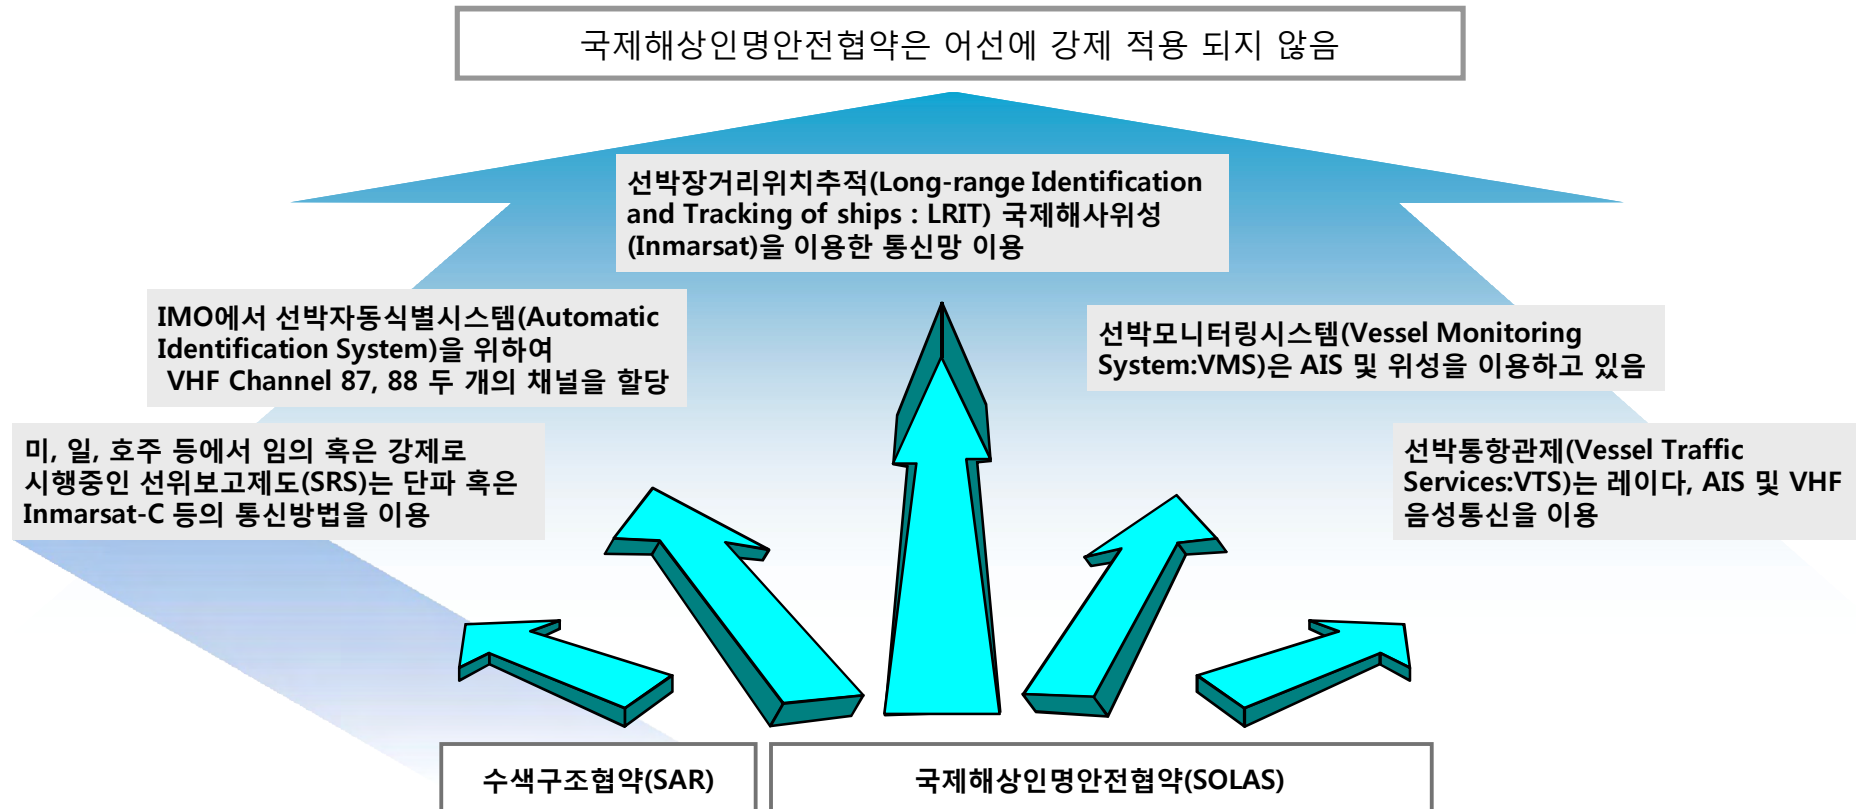 국제해상인명안전협약은 어선에 강제 적용 되지 않음
선박장거리위치추적(Long-range Identification
and Tracking of ships : LRIT) 국제해사위성
(Inmarsat)을 이용한 통신망 이용
IMO에서 선박자동식별시스템(Automatic
Identification System)을 위하여
VHF Channel 87, 88 두 개의 채널을 할당
선박모니터링시스템(Vessel Monitoring
System:VMS)은 AIS 및 위성을 이용하고 있음
미, 일, 호주 등에서 임의 혹은 강제로
시행중인 선위보고제도(SRS)는 단파 혹은
Inmarsat-C 등의 통신방법을 이용
선박통항관제(Vessel Traffic
Services:VTS)는 레이다, AIS 및 VHF
음성통신을 이용
수색구조협약(SAR)
국제해상인명안전협약(SOLAS)